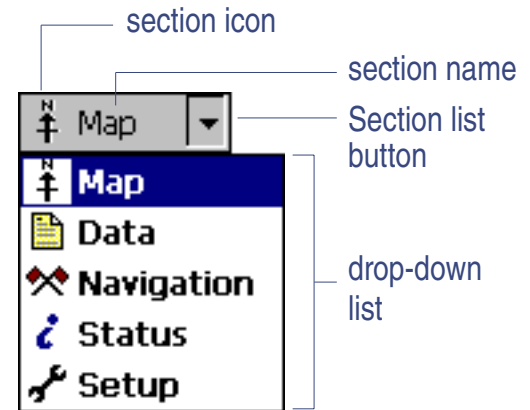 section icon
section name
N
Map
Section list
button
N
Map
Data
Navigation
Status
Setup
drop-down
list